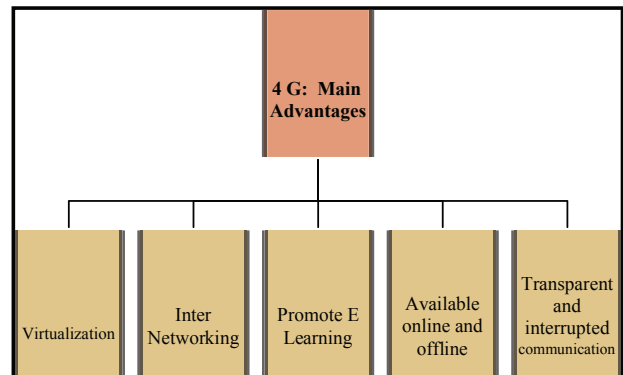 4 G:  Main
Advantages
Virtualization
Inter
Networking
Promote E
Learning
Available
online and
offline
Transparent
and
interrupted
communication